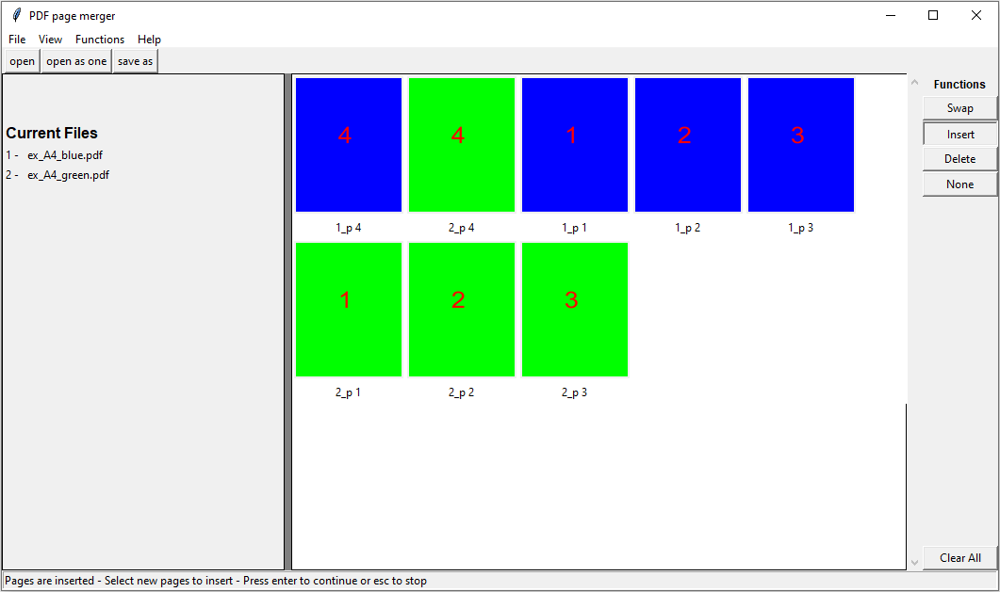 PDF page merger
File View Functions Help
open open as one save as
Current Files
1 - ex_A4_blue.pdf
2 - ex_A4_green.pdf
4 4 1 2 3
1_p 4 2_p 4 1_p 1 1_p 2 1_p 3
1 2 3
2_p 1 2_p 2 2_p 3
Functions
Swap
Insert
Delete
None
Clear All
Pages are inserted - Select new pages to insert - Press enter to continue or esc to stop